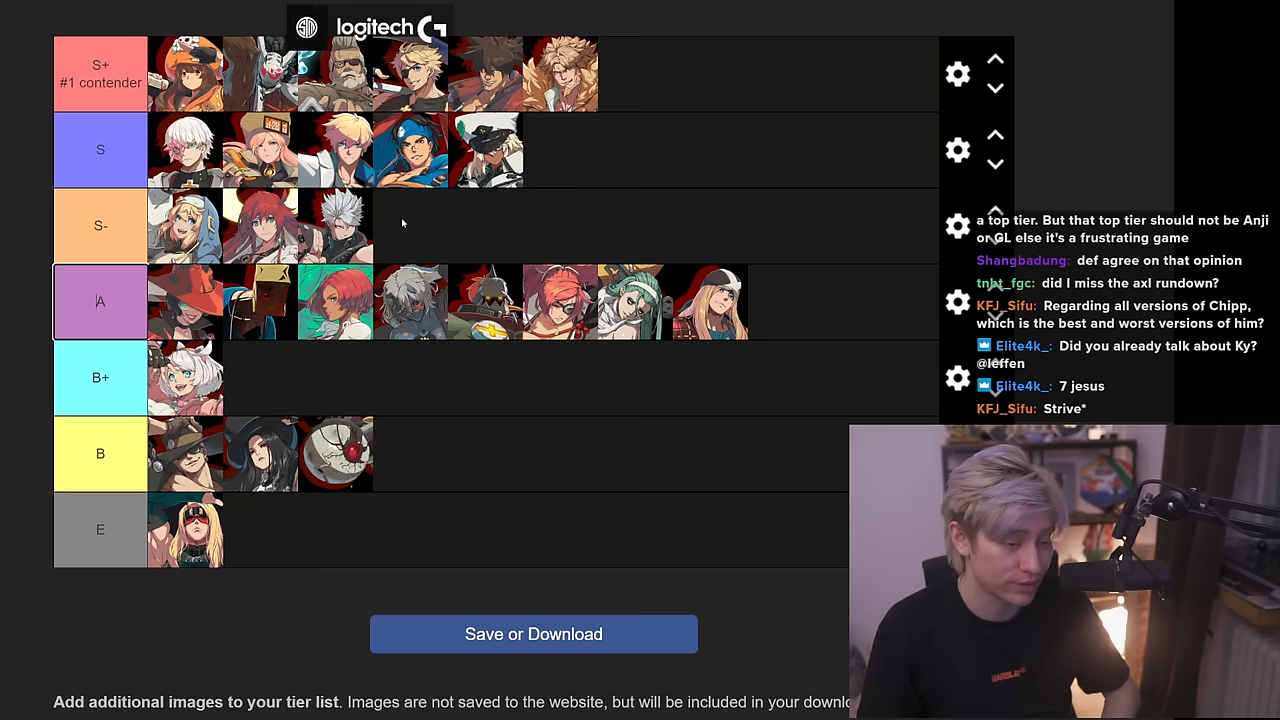 TSM logitech G
S+
#1 contender
S
S-
A
B+
B
E
a top tier. But that top tier should not be Anji
or GL else it's a frustrating game
Shangbadung: def agree on that opinion
tnbt_fgc: did I miss the axl rundown?
KFJ_Sifu: Regarding all versions of Chipp,
which is the best and worst versions of him?
Elite4k_: Did you already talk about Ky?
@leffen
Elite4k_: 7 jesus
KFJ_Sifu: Strive*
Save or Download
Add additional images to your tier list. Images are not saved to the website, but will be included in your downlo